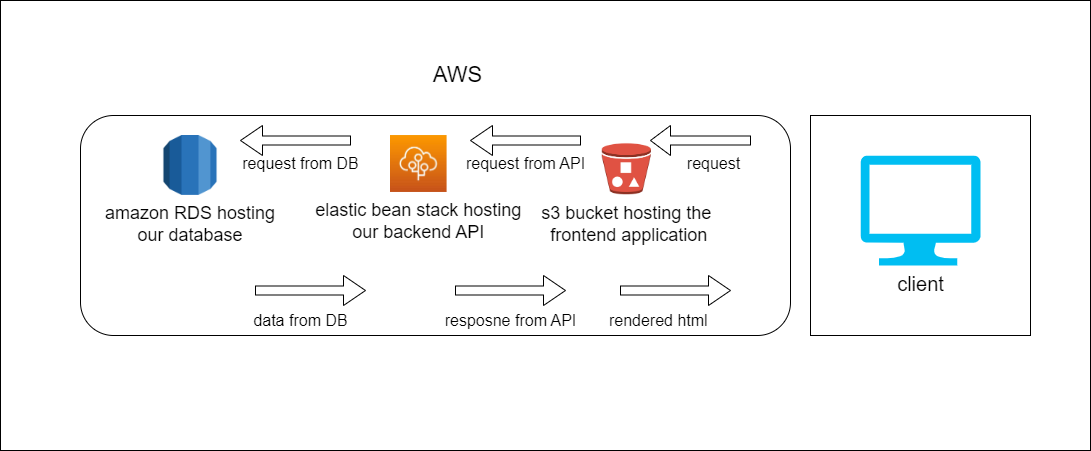 AWS
request from DB
request from API
request
amazon RDS hosting
our database
elastic bean stack hosting
our backend API
s3 bucket hosting the
frontend application
client
data from DB
resposne from API
rendered html